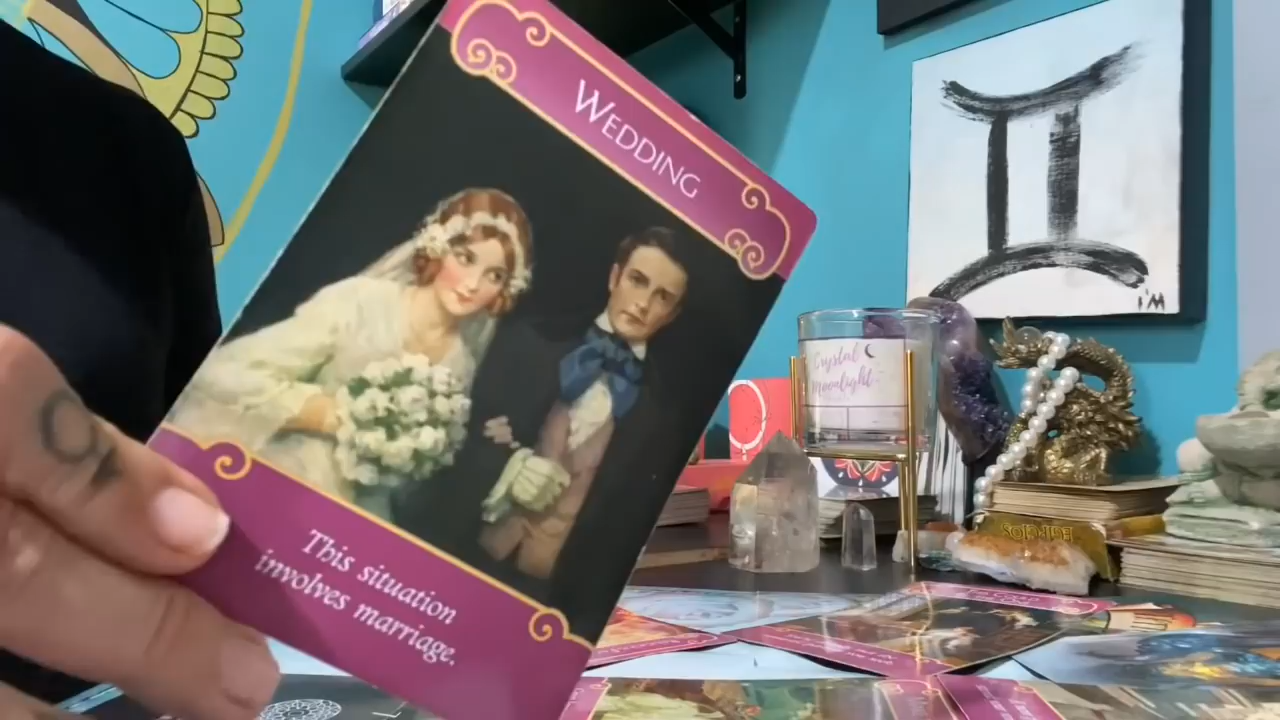 WEDDING
This situation
involves marriage.
Crystal
Moonlight
I'M